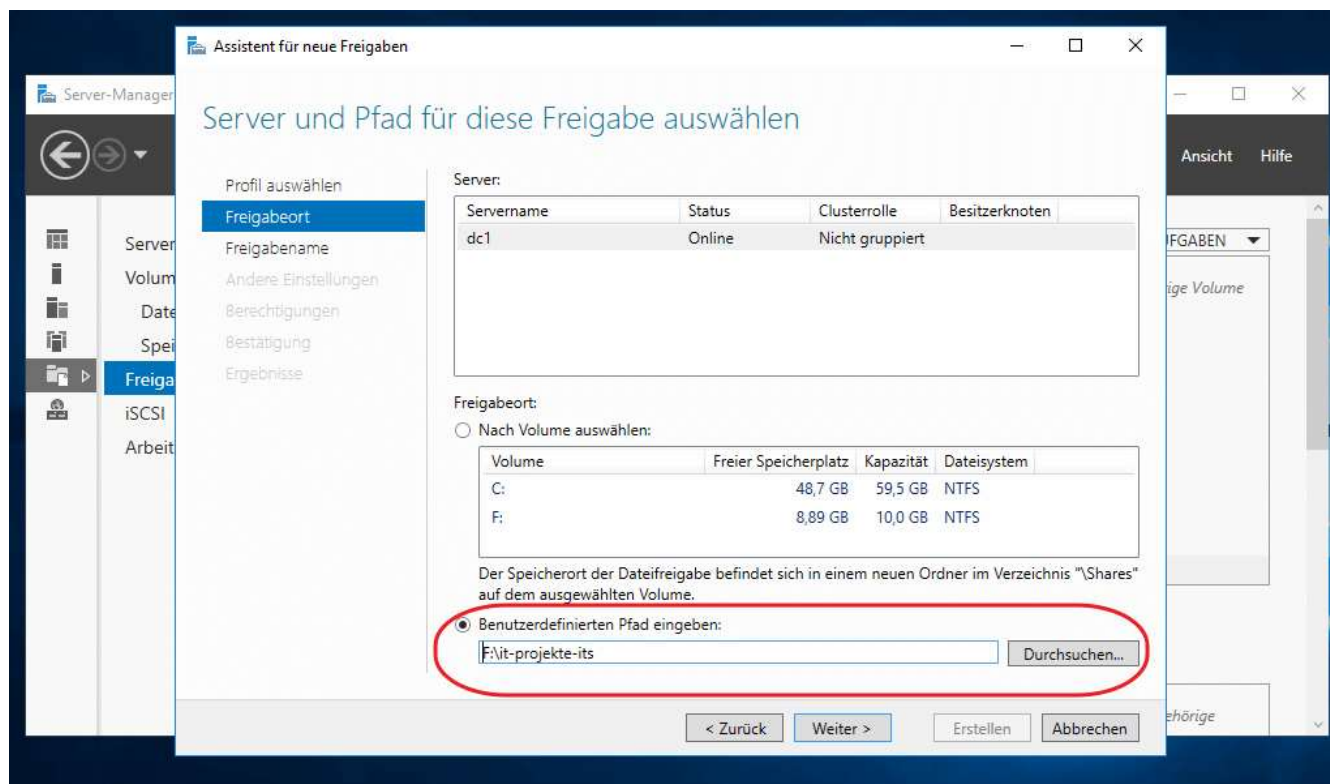 Assistent für neue Freigaben
Server-Manager
Server und Pfad für diese Freigabe auswählen
Ansicht Hilfe
Profil auswählen
Freigabeort
Freigabename
Andere Einstellungen
Berechtigungen
Bestätigung
Ergebnisse
Server
Volum
Date
Spei
Freiga
iSCSI
Arbeit
Server:
Servername Status Clusterrolle Besitzerknoten
dc1 Online Nicht gruppiert
Freigabeort:
Nach Volume auswählen:
Volume Freier Speicherplatz Kapazität Dateisystem
C: 48,7 GB 59,5 GB NTFS
F: 8,89 GB 10,0 GB NTFS
Der Speicherort der Dateifreigabe befindet sich in einem neuen Ordner im Verzeichnis "\Shares"
auf dem ausgewählten Volume.
Benutzerdefinierten Pfad eingeben:
F:\it-projekte-its
Durchsuchen...
< Zurück Weiter > Erstellen Abbrechen
FGABEN
ige Volume
ehörige